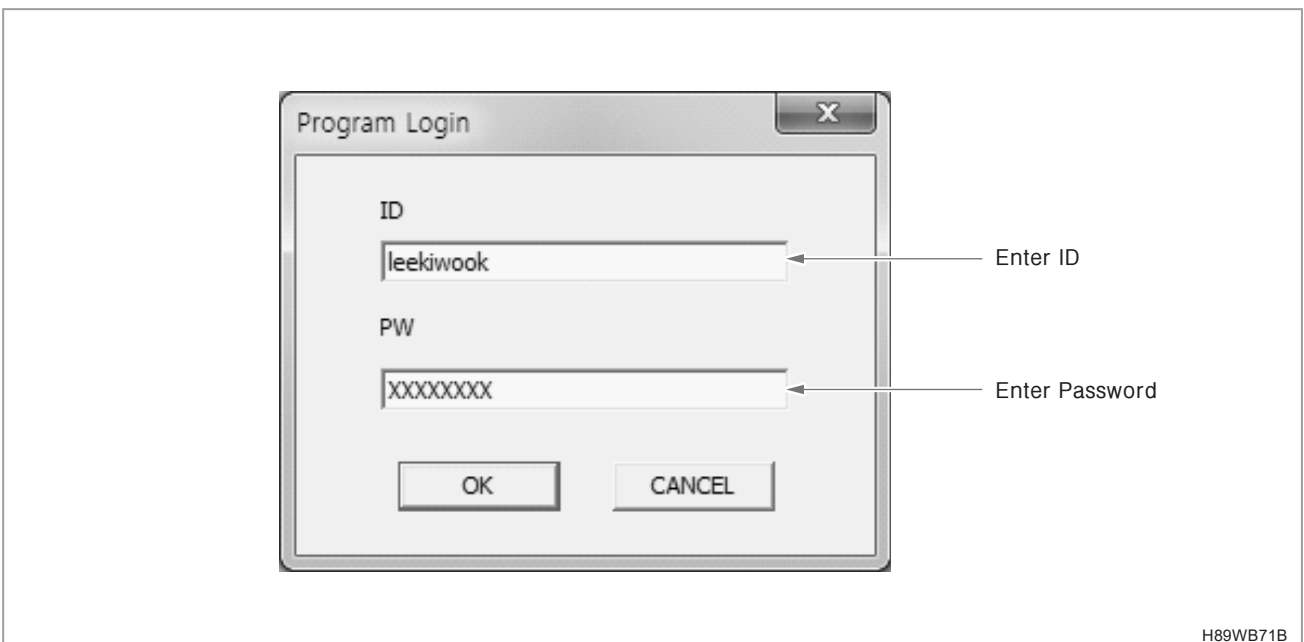 Program Login
X
ID
leekiwook
Enter ID
PW
XXXXXXXX
Enter Password
OK
CANCEL
H89WB71B